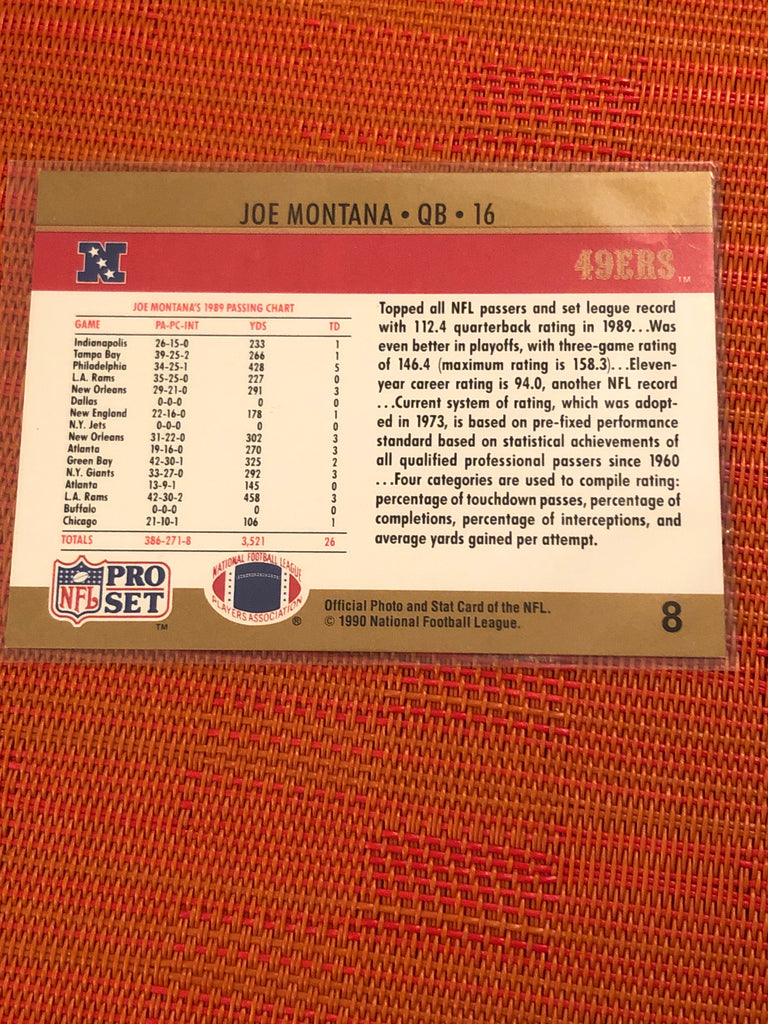 JOE MONTANA • QB • 16
N
49ERS™
JOE MONTANA'S 1989 PASSING CHART
GAME PA-PC-INT YDS TD
Indianapolis 26-15-0 233 1
Tampa Bay 39-25-2 266 1
Philadelphia 34-25-1 428 5
L.A. Rams 35-25-0 227 0
New Orleans 29-21-0 291 3
Dallas 0-0-0 0 0
New England 22-16-0 178 1
N.Y. Jets 0-0-0 0 0
New Orleans 31-22-0 302 3
Atlanta 19-16-0 270 3
Green Bay 42-30-1 325 2
N.Y. Giants 33-27-0 292 3
Atlanta 13-9-1 145 0
L.A. Rams 42-30-2 458 3
Buffalo 0-0-0 0 0
Chicago 21-10-1 106 1
TOTALS 386-271-8 3,521 26
Topped all NFL passers and set league record
with 112.4 quarterback rating in 1989...Was
even better in playoffs, with three-game rating
of 146.4 (maximum rating is 158.3)...Eleven-
year career rating is 94.0, another NFL record
...Current system of rating, which was adopt-
ed in 1973, is based on pre-fixed performance
standard based on statistical achievements of
all qualified professional passers since 1960
...Four categories are used to compile rating:
percentage of touchdown passes, percentage of
completions, percentage of interceptions, and
average yards gained per attempt.
NFL PRO SET™
NATIONAL FOOTBALL LEAGUE
PLAYERS ASSOCIATION ®
Official Photo and Stat Card of the NFL.
© 1990 National Football League.
8